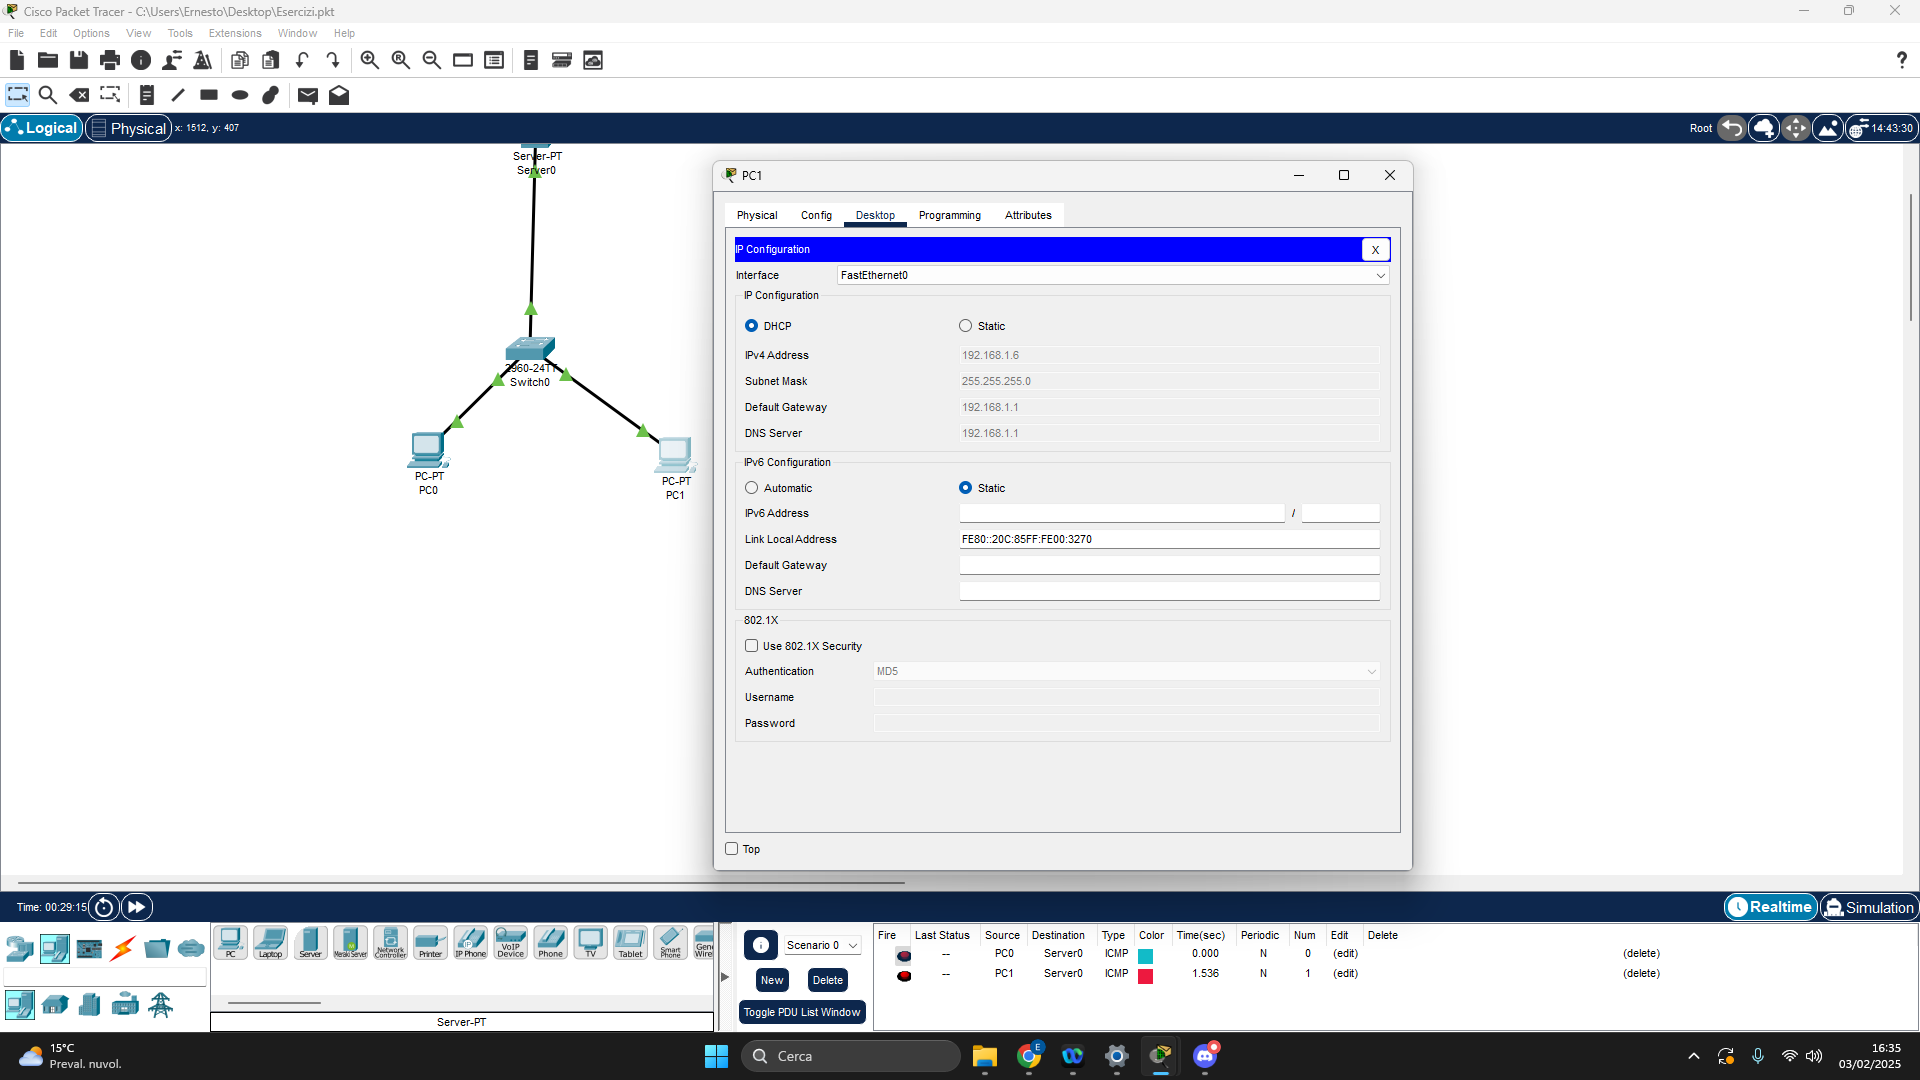 Cisco Packet Tracer - C:\Users\Ernesto\Desktop\Esercizi.pkt
File Edit Options View Tools Extensions Window Help
Logical Physical x: 1512, y: 407 Root 14:43:30
Server-PT
Server0
2960-24TT
Switch0
PC-PT
PC0
PC-PT
PC1
PC1
Physical Config Desktop Programming Attributes
IP Configuration X
Interface FastEthernet0
IP Configuration
DHCP Static
IPv4 Address 192.168.1.6
Subnet Mask 255.255.255.0
Default Gateway 192.168.1.1
DNS Server 192.168.1.1
IPv6 Configuration
Automatic Static
IPv6 Address /
Link Local Address FE80::20C:85FF:FE00:3270
Default Gateway
DNS Server
802.1X
Use 802.1X Security
Authentication MD5
Username
Password
Top
Time: 00:29:15 Realtime Simulation
PC Laptop Server Meraki Server Network Controller Printer IP Phone VoIP Device Phone TV Tablet Smart Phone
Server-PT
Scenario 0
New Delete
Toggle PDU List Window
Fire Last Status Source Destination Type Color Time(sec) Periodic Num Edit Delete
-- PC0 Server0 ICMP 0.000 N 0 (edit) (delete)
-- PC1 Server0 ICMP 1.536 N 1 (edit) (delete)
15°C
Preval. nuvol.
Cerca
E
16:35
03/02/2025